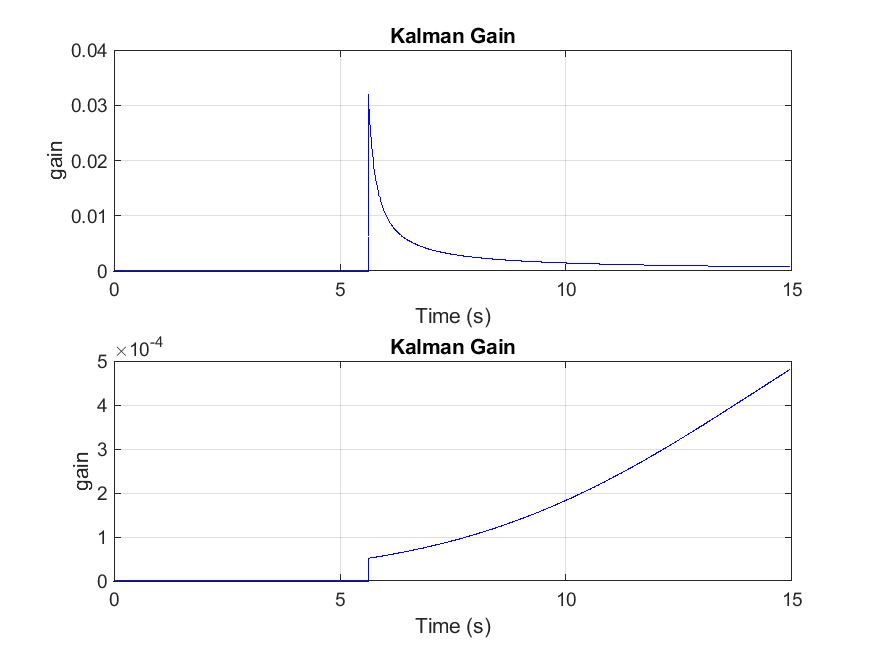 Kalman Gain
0.04
0.03
0.02
0.01
0
gain
0 5 10 15
Time (s)
Kalman Gain
×10-4
5
4
3
2
1
0
gain
0 5 10 15
Time (s)